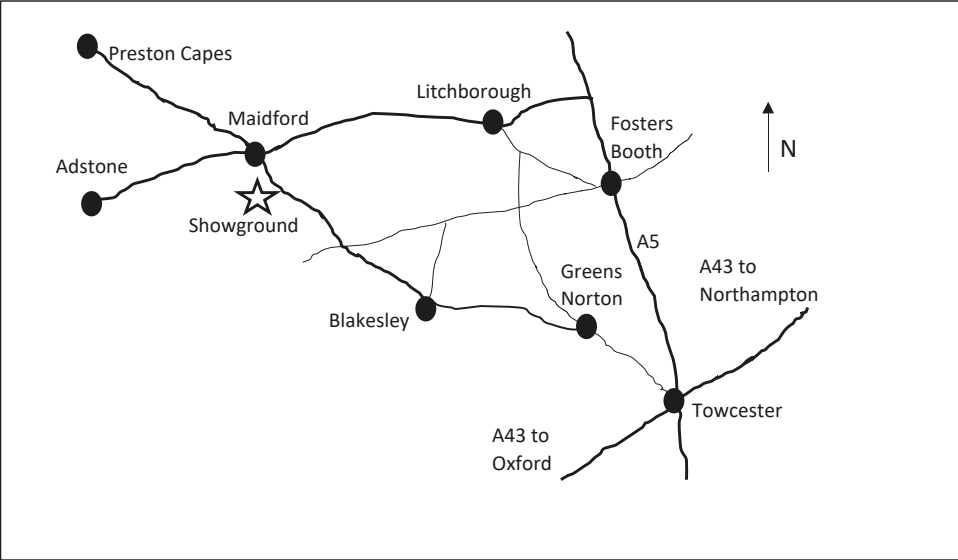 Preston Capes
Litchborough
Maidford
Fosters
Booth
N
Adstone
Showground
A5
Greens
Norton
A43 to
Northampton
Blakesley
Towcester
A43 to
Oxford